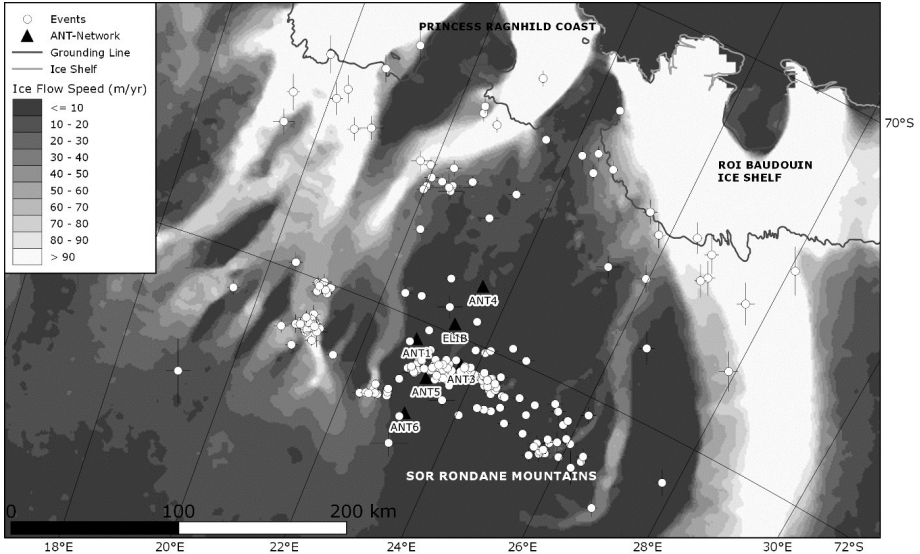 Events
ANT-Network
Grounding Line
Ice Shelf
Ice Flow Speed (m/yr)
<= 10
10 - 20
20 - 30
30 - 40
40 - 50
50 - 60
60 - 70
70 - 80
80 - 90
> 90
PRINCESS RAGNHILD COAST
70°S
ROI BAUDOUIN
ICE SHELF
ANT4
ELIB
ANT1
ANT3
ANT5
ANT6
SOR RONDANE MOUNTAINS
0 100 200 km
18°E 20°E 22°E 24°E 26°E 28°E 30°E 72°S